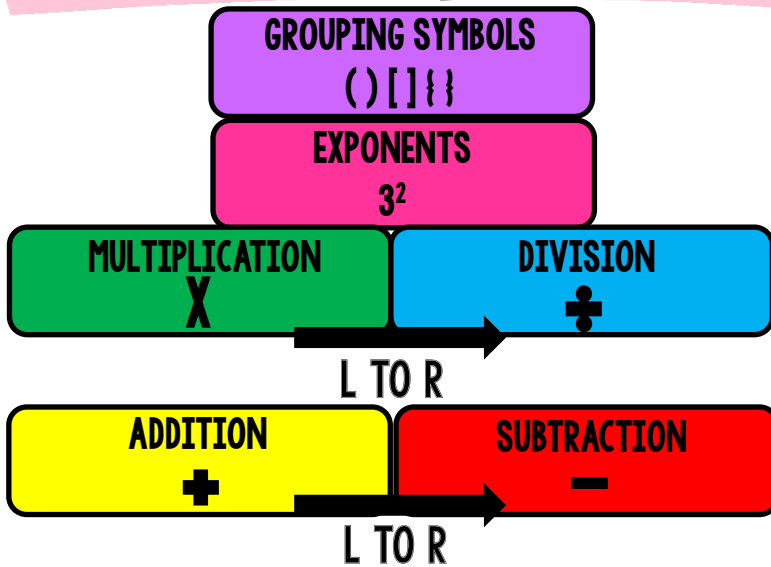 GROUPING SYMBOLS
( ) [ ] { }
EXPONENTS
3²
MULTIPLICATION
X
DIVISION
÷
L TO R
ADDITION
+
SUBTRACTION
−
L TO R